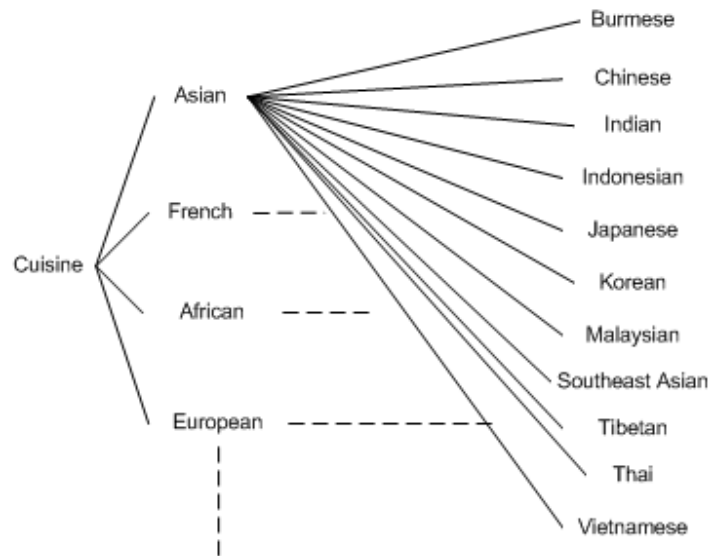 Cuisine
Asian
French
African
European
Burmese
Chinese
Indian
Indonesian
Japanese
Korean
Malaysian
Southeast Asian
Tibetan
Thai
Vietnamese